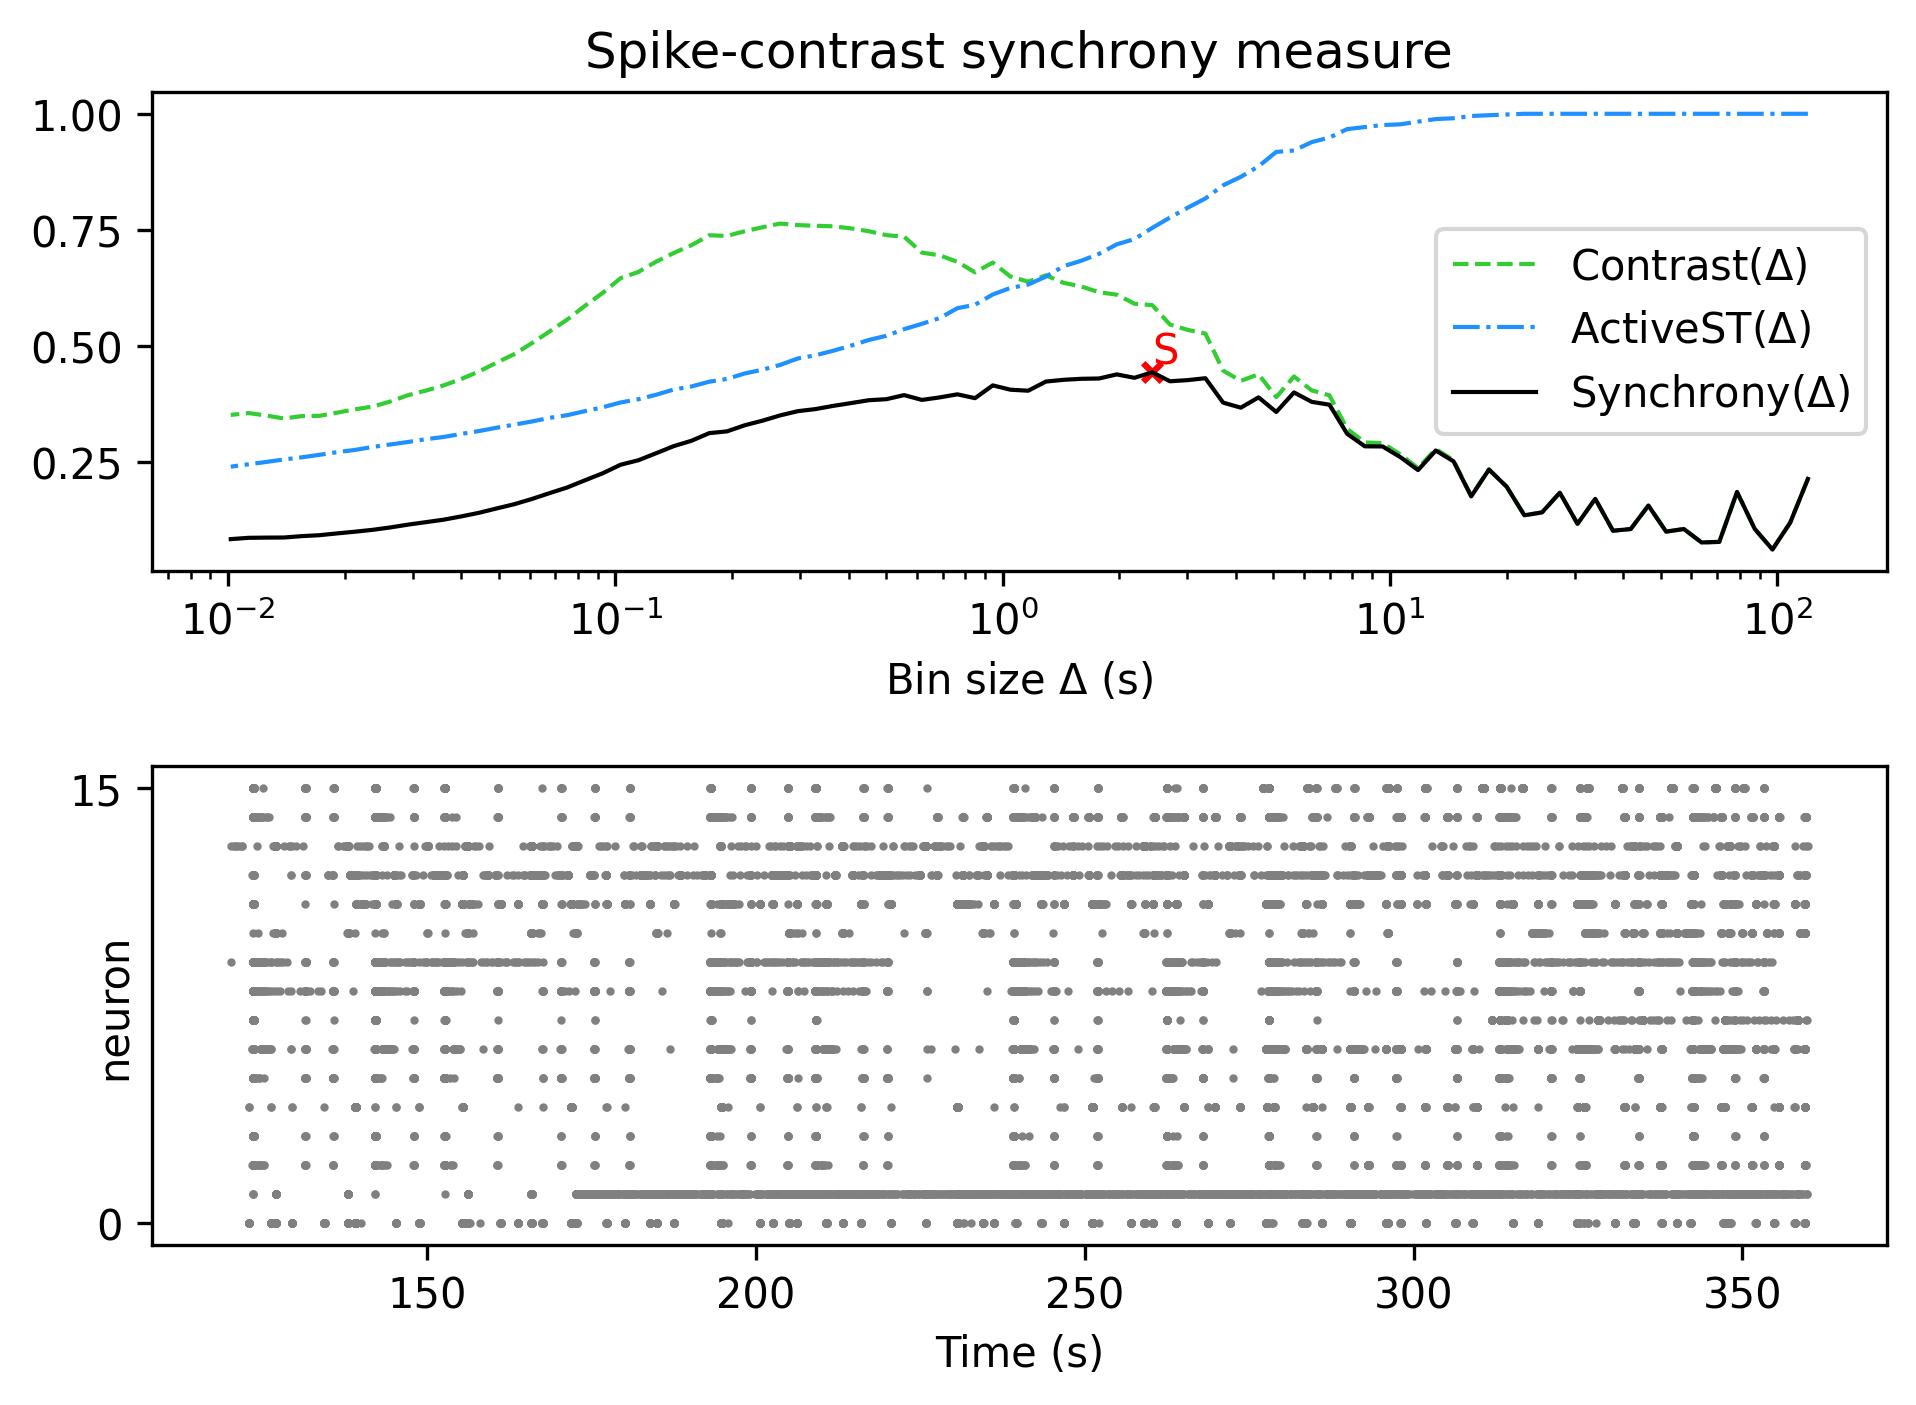 Spike-contrast synchrony measure
1.00
0.75
0.50
0.25
S
Contrast(Δ)
ActiveST(Δ)
Synchrony(Δ)
10⁻² 10⁻¹ 10⁰ 10¹ 10²
Bin size Δ (s)
15
neuron
0
150 200 250 300 350
Time (s)